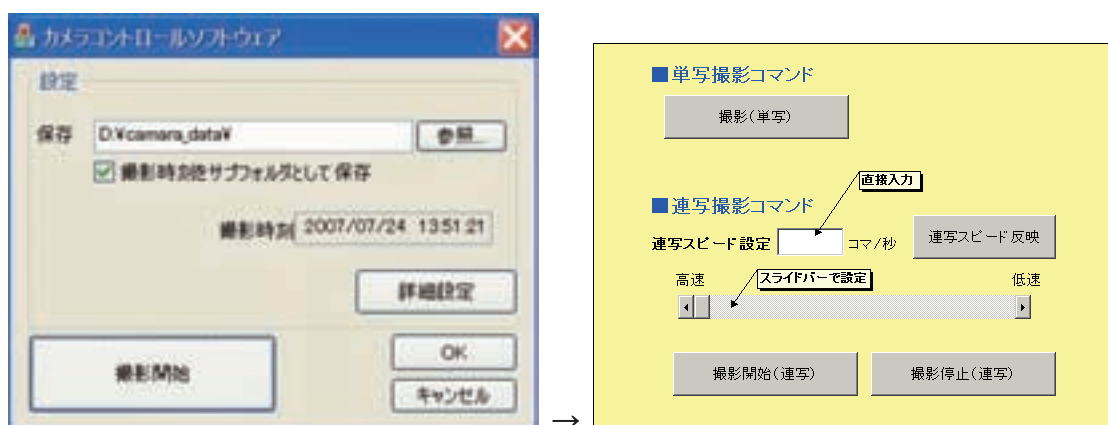 カメラコントロールソフトウェア
設定
保存 D:¥camara_data¥ 参照...
撮影時刻をサブフォルダとして保存
撮影時刻 2007/07/24 13:51:21
詳細設定
撮影開始
OK
キャンセル
→
■単写撮影コマンド
撮影(単写)
直接入力
■連写撮影コマンド
連写スピード設定 コマ/秒 連写スピード反映
高速 スライドバーで設定 低速
撮影開始(連写) 撮影停止(連写)